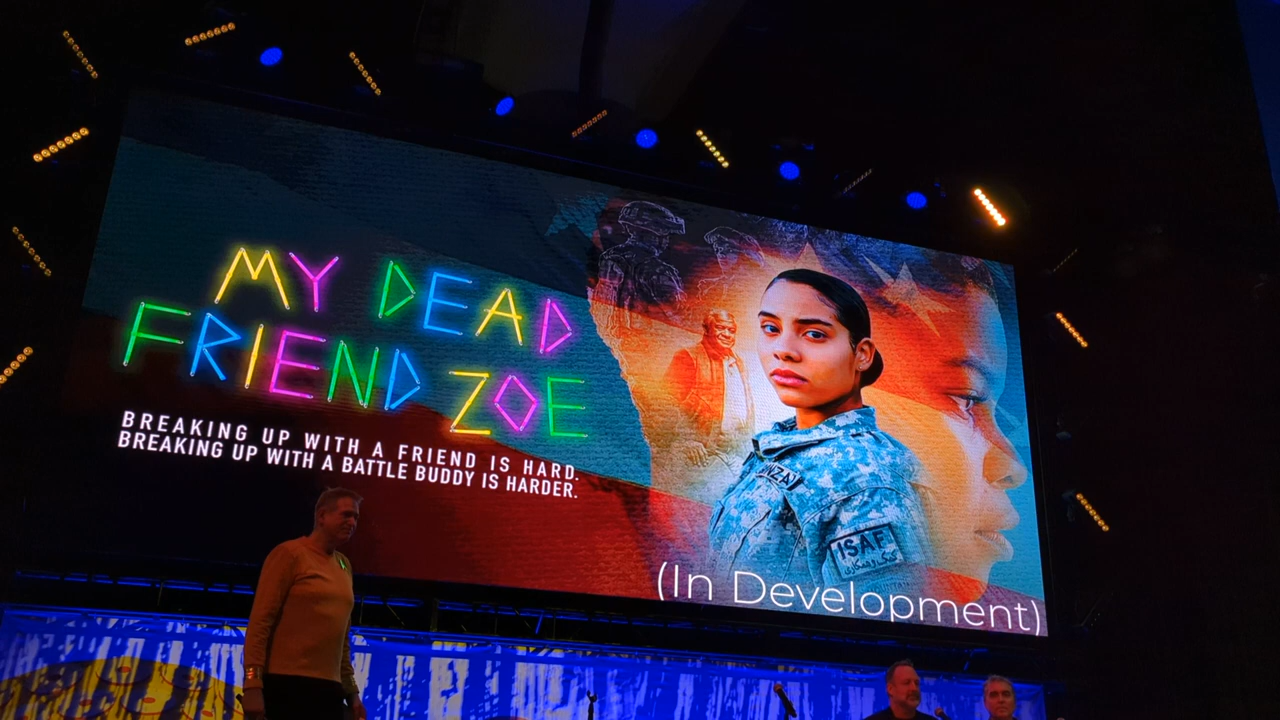 MY DEAD
FRIEND ZOE
BREAKING UP WITH A FRIEND IS HARD.
BREAKING UP WITH A BATTLE BUDDY IS HARDER.
ISAF
(In Development)